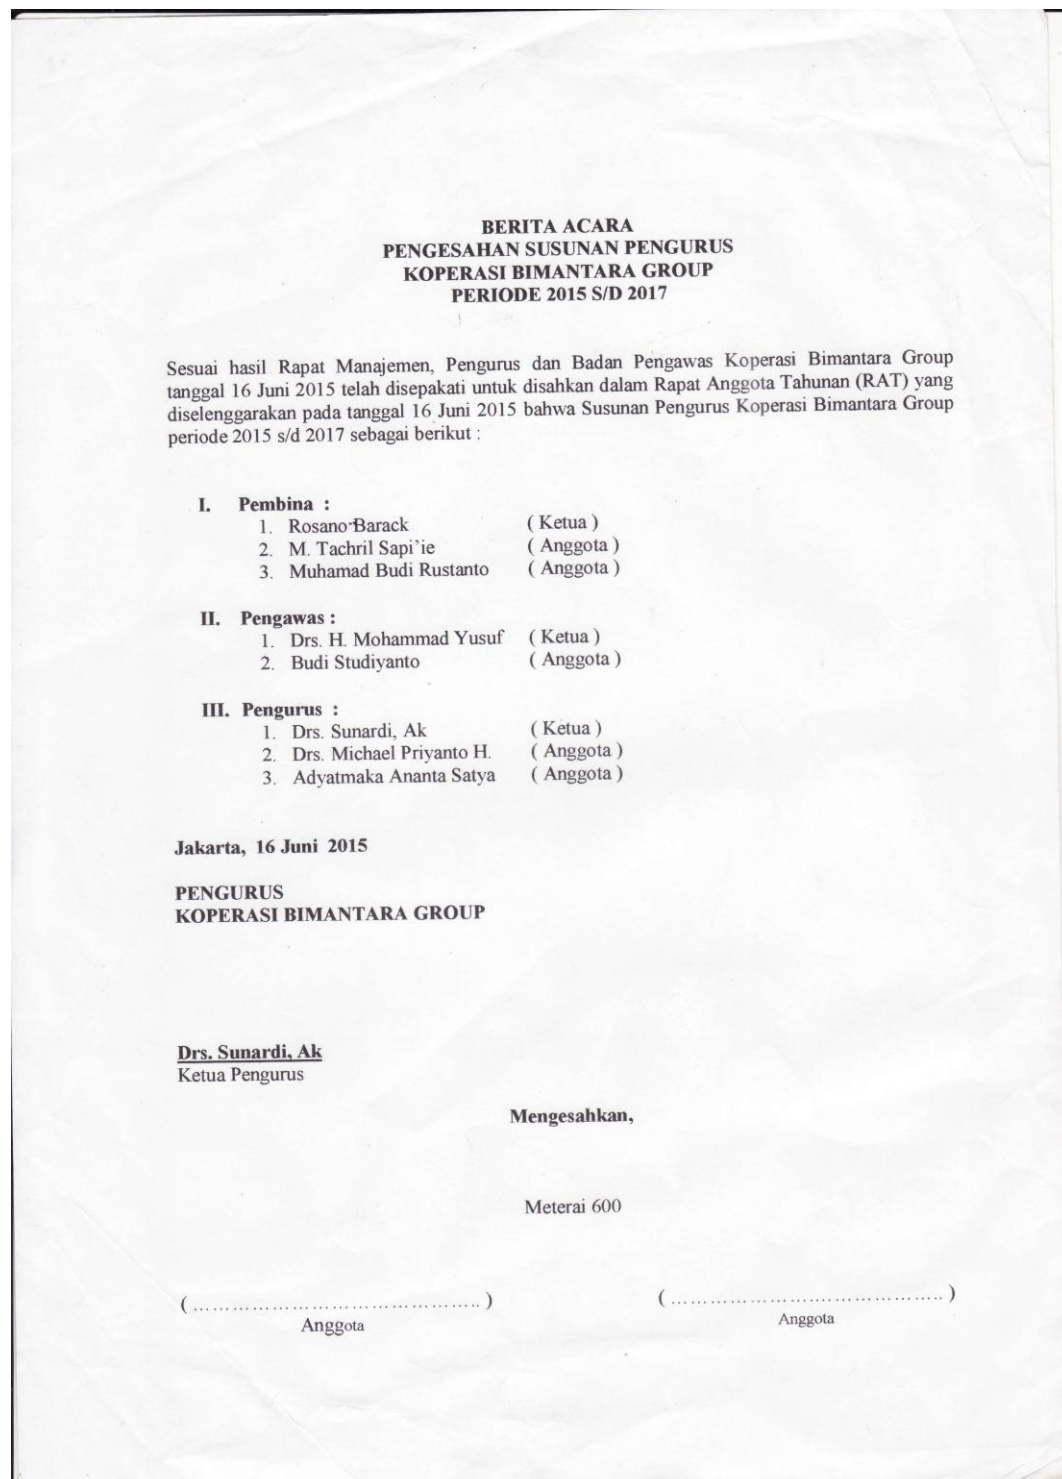 BERITA ACARA
PENGESAHAN SUSUNAN PENGURUS
KOPERASI BIMANTARA GROUP
PERIODE 2015 S/D 2017
Sesuai hasil Rapat Manajemen, Pengurus dan Badan Pengawas Koperasi Bimantara Group
tanggal 16 Juni 2015 telah disepakati untuk disahkan dalam Rapat Anggota Tahunan (RAT) yang
diselenggarakan pada tanggal 16 Juni 2015 bahwa Susunan Pengurus Koperasi Bimantara Group
periode 2015 s/d 2017 sebagai berikut :
I. Pembina :
1. Rosano Barack ( Ketua )
2. M. Tachril Sapi'ie ( Anggota )
3. Muhamad Budi Rustanto ( Anggota )
II. Pengawas :
1. Drs. H. Mohammad Yusuf ( Ketua )
2. Budi Studiyanto ( Anggota )
III. Pengurus :
1. Drs. Sunardi, Ak ( Ketua )
2. Drs. Michael Priyanto H. ( Anggota )
3. Adyatmaka Ananta Satya ( Anggota )
Jakarta, 16 Juni 2015
PENGURUS
KOPERASI BIMANTARA GROUP
Drs. Sunardi, Ak
Ketua Pengurus
Mengesahkan,
Meterai 600
( ………………………………………… ) ( ………………………………………… )
Anggota Anggota